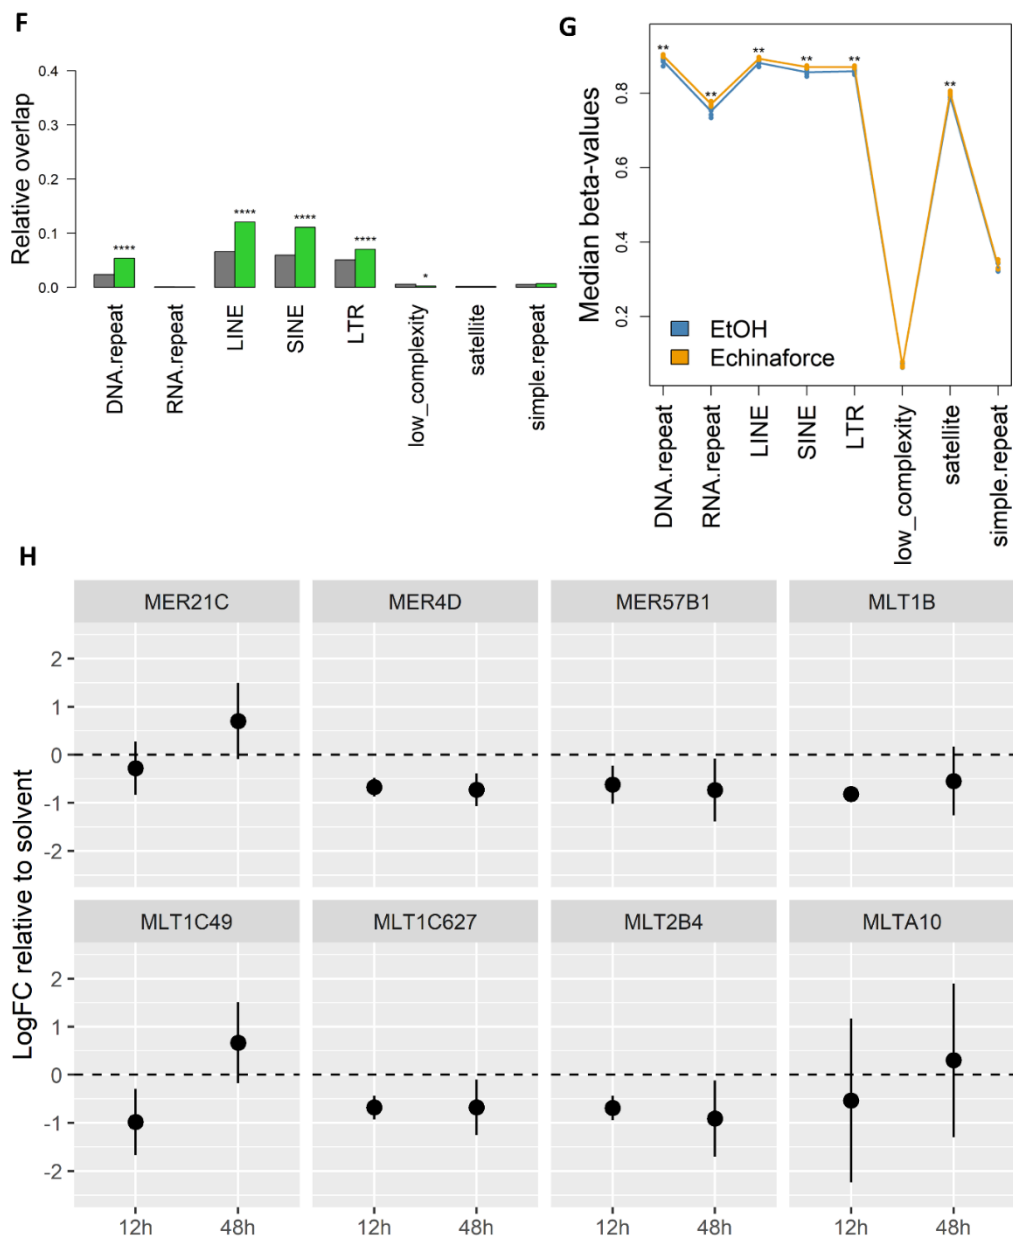 F
Relative overlap
0.4
0.3
0.2
0.1
0.0
****
****
****
****
*
DNA.repeat
RNA.repeat
LINE
SINE
LTR
low_complexity
satellite
simple.repeat
G
Median beta-values
0.8
0.6
0.4
0.2
**
**
**
**
**
**
EtOH
Echinaforce
DNA.repeat
RNA.repeat
LINE
SINE
LTR
low_complexity
satellite
simple.repeat
H
LogFC relative to solvent
MER21C
MER4D
MER57B1
MLT1B
2
1
0
-1
-2
MLT1C49
MLT1C627
MLT2B4
MLTA10
2
1
0
-1
-2
12h
48h
12h
48h
12h
48h
12h
48h